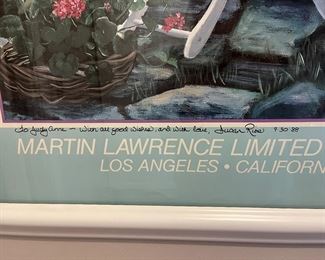 To Judy Anne – With all good wishes, and with love, Susan Rios 9·30·88
MARTIN LAWRENCE LIMITED
LOS ANGELES • CALIFORN